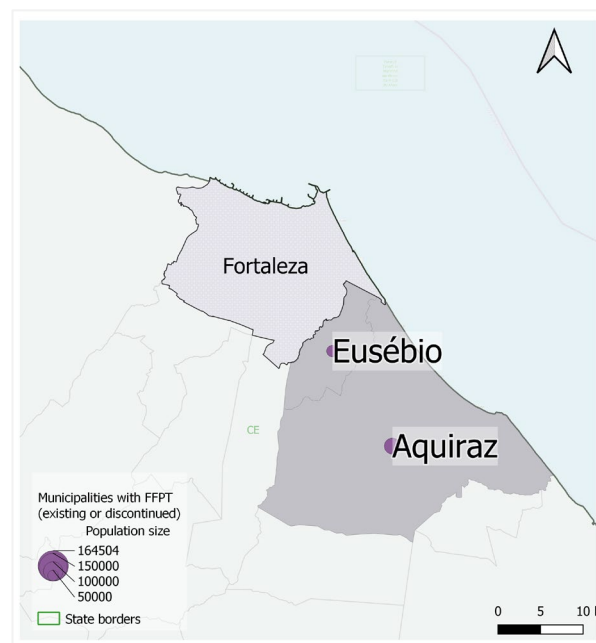 Fortaleza
Eusébio
Aquiraz
CE
Municipalities with FFPT
(existing or discontinued)
Population size
164504
150000
100000
50000
State borders
0 5 10